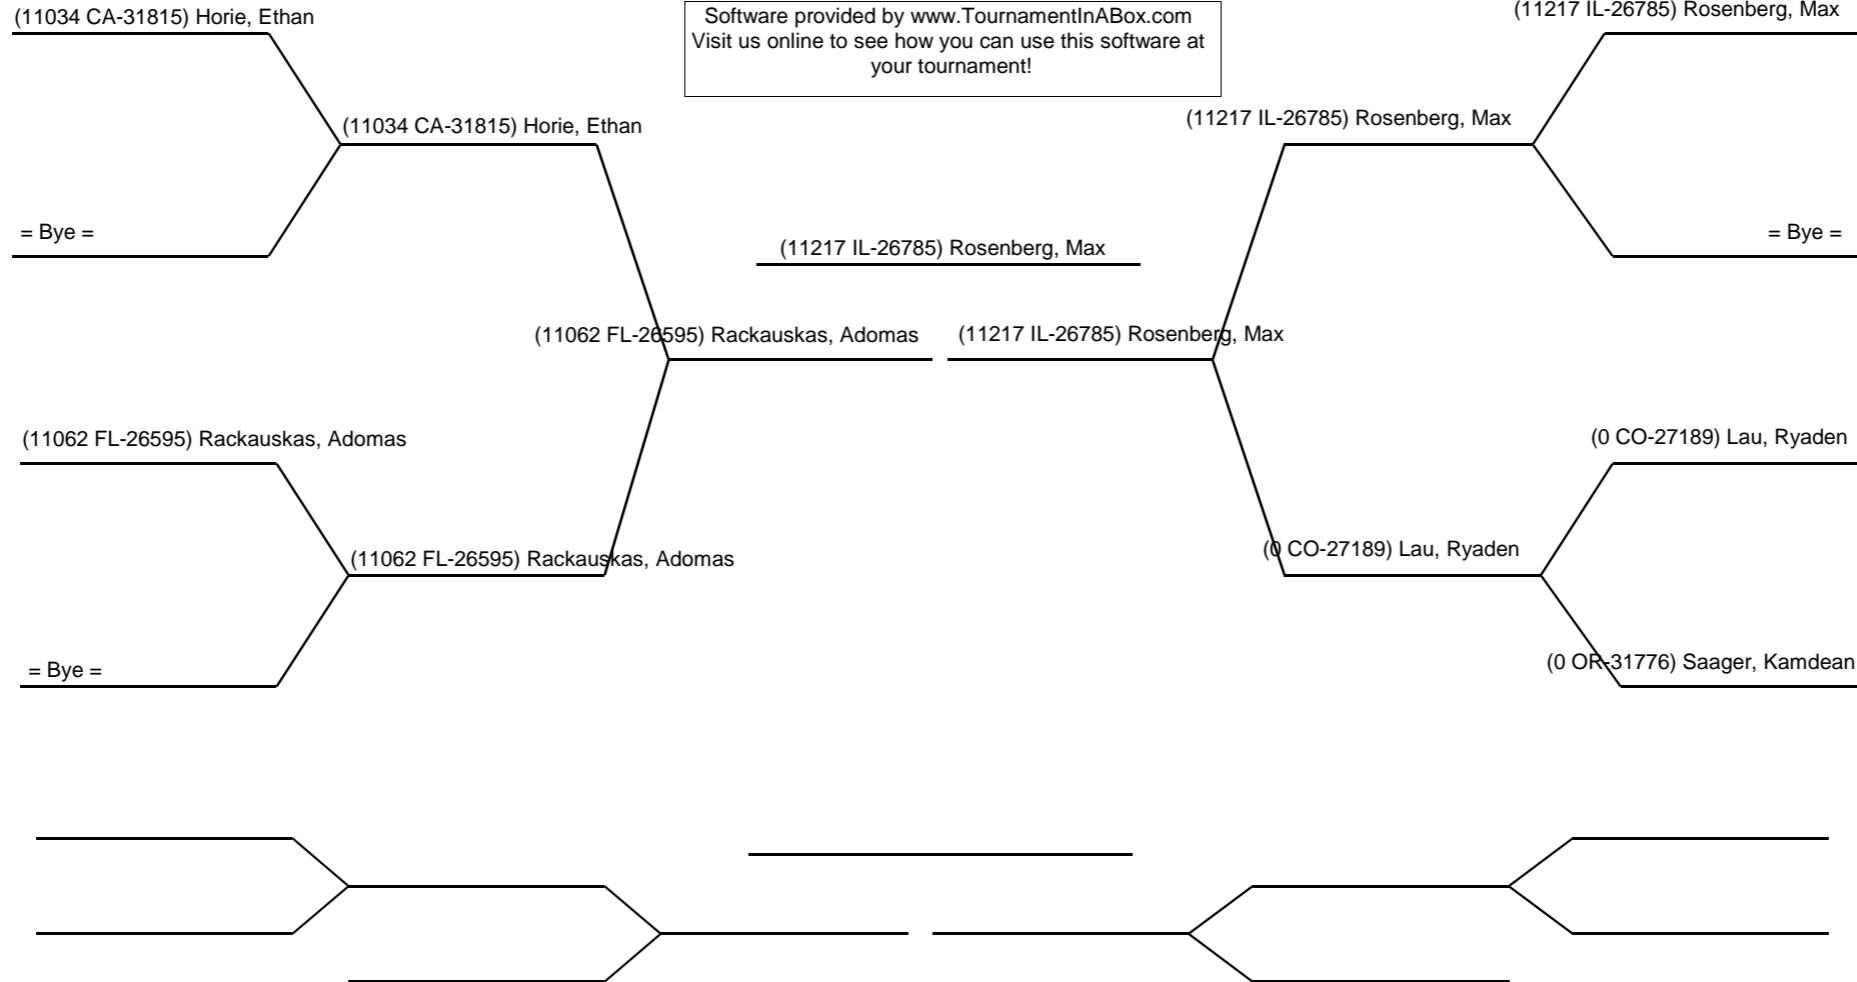 (11034 CA-31815) Horie, Ethan
Software provided by www.TournamentInABox.com
Visit us online to see how you can use this software at
your tournament!
(11217 IL-26785) Rosenberg, Max
(11034 CA-31815) Horie, Ethan
(11217 IL-26785) Rosenberg, Max
= Bye =
= Bye =
(11217 IL-26785) Rosenberg, Max
(11062 FL-26595) Rackauskas, Adomas
(11217 IL-26785) Rosenberg, Max
(11062 FL-26595) Rackauskas, Adomas
(0 CO-27189) Lau, Ryaden
(11062 FL-26595) Rackauskas, Adomas
(0 CO-27189) Lau, Ryaden
= Bye =
(0 OR-31776) Saager, Kamdean